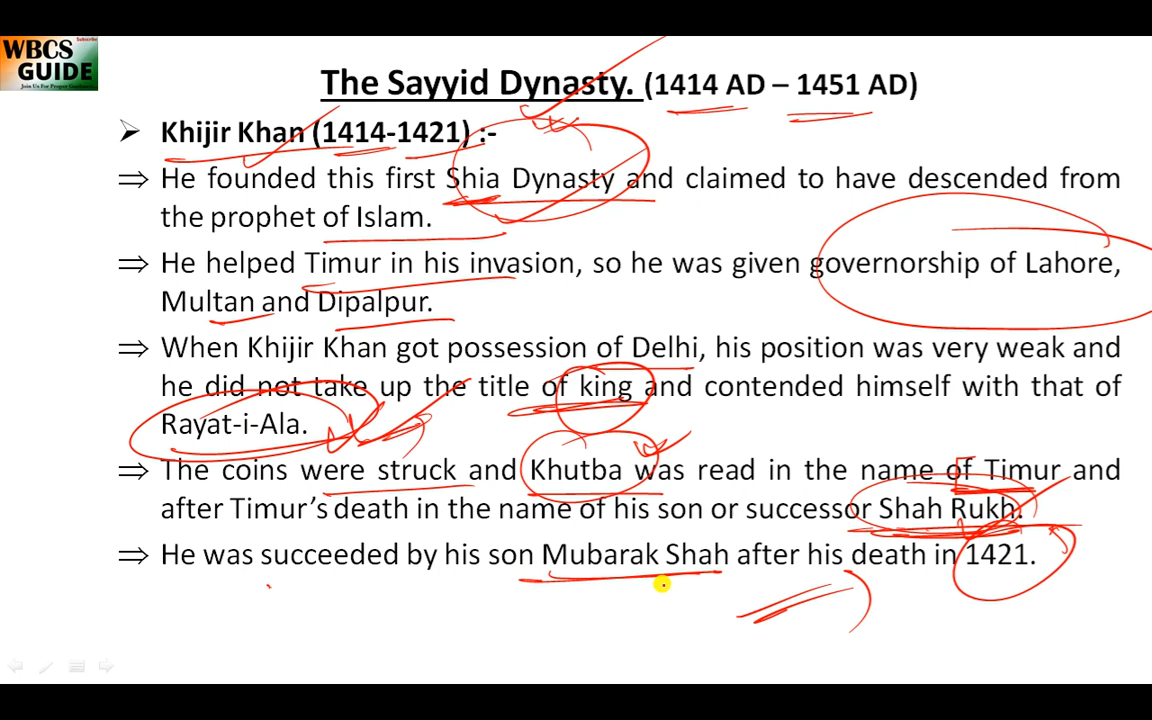 Subscribe
WBCS
GUIDE
Join Us For Proper Guidance
The Sayyid Dynasty. (1414 AD – 1451 AD)
➢ Khijir Khan (1414-1421) :-
⇒ He founded this first Shia Dynasty and claimed to have descended from
the prophet of Islam.
⇒ He helped Timur in his invasion, so he was given governorship of Lahore,
Multan and Dipalpur.
⇒ When Khijir Khan got possession of Delhi, his position was very weak and
he did not take up the title of king and contended himself with that of
Rayat-i-Ala.
⇒ The coins were struck and Khutba was read in the name of Timur and
after Timur's death in the name of his son or successor Shah Rukh.
⇒ He was succeeded by his son Mubarak Shah after his death in 1421.